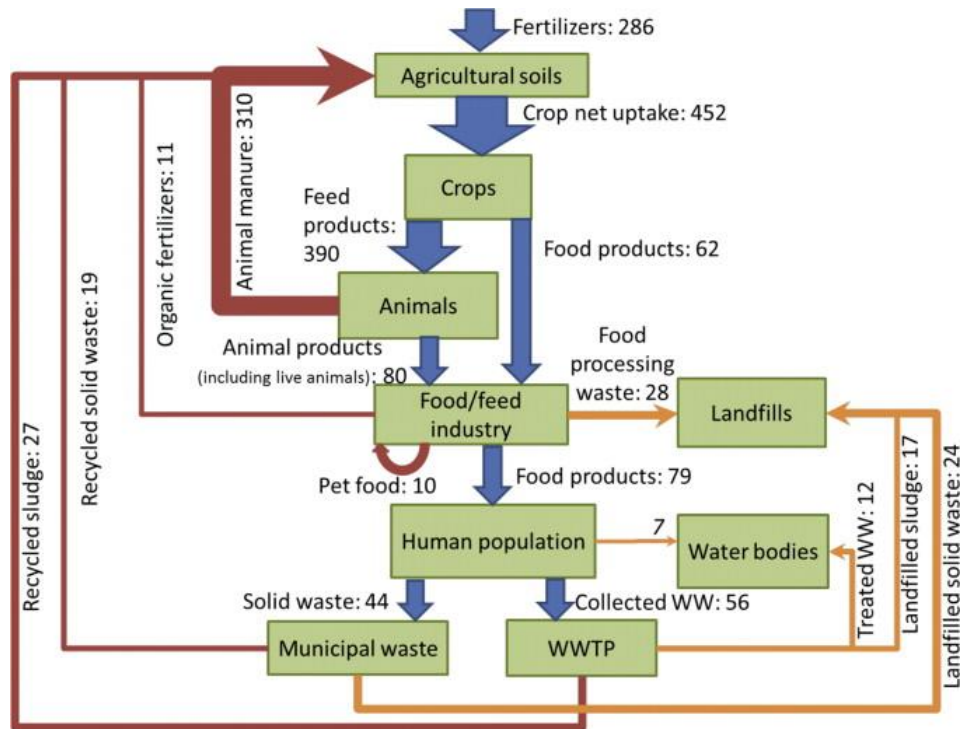 Fertilizers: 286
Agricultural soils
Crop net uptake: 452
Animal manure: 310
Organic fertilizers: 11
Recycled solid waste: 19
Recycled sludge: 27
Crops
Feed
products:
390
Food products: 62
Animals
Animal products
(including live animals): 80
Food
processing
waste: 28
Food/feed
industry
Landfills
Pet food: 10
Food products: 79
Human population
7
Water bodies
Treated WW: 12
Landfilled sludge: 17
Landfilled solid waste: 24
Solid waste: 44
Collected WW: 56
Municipal waste
WWTP